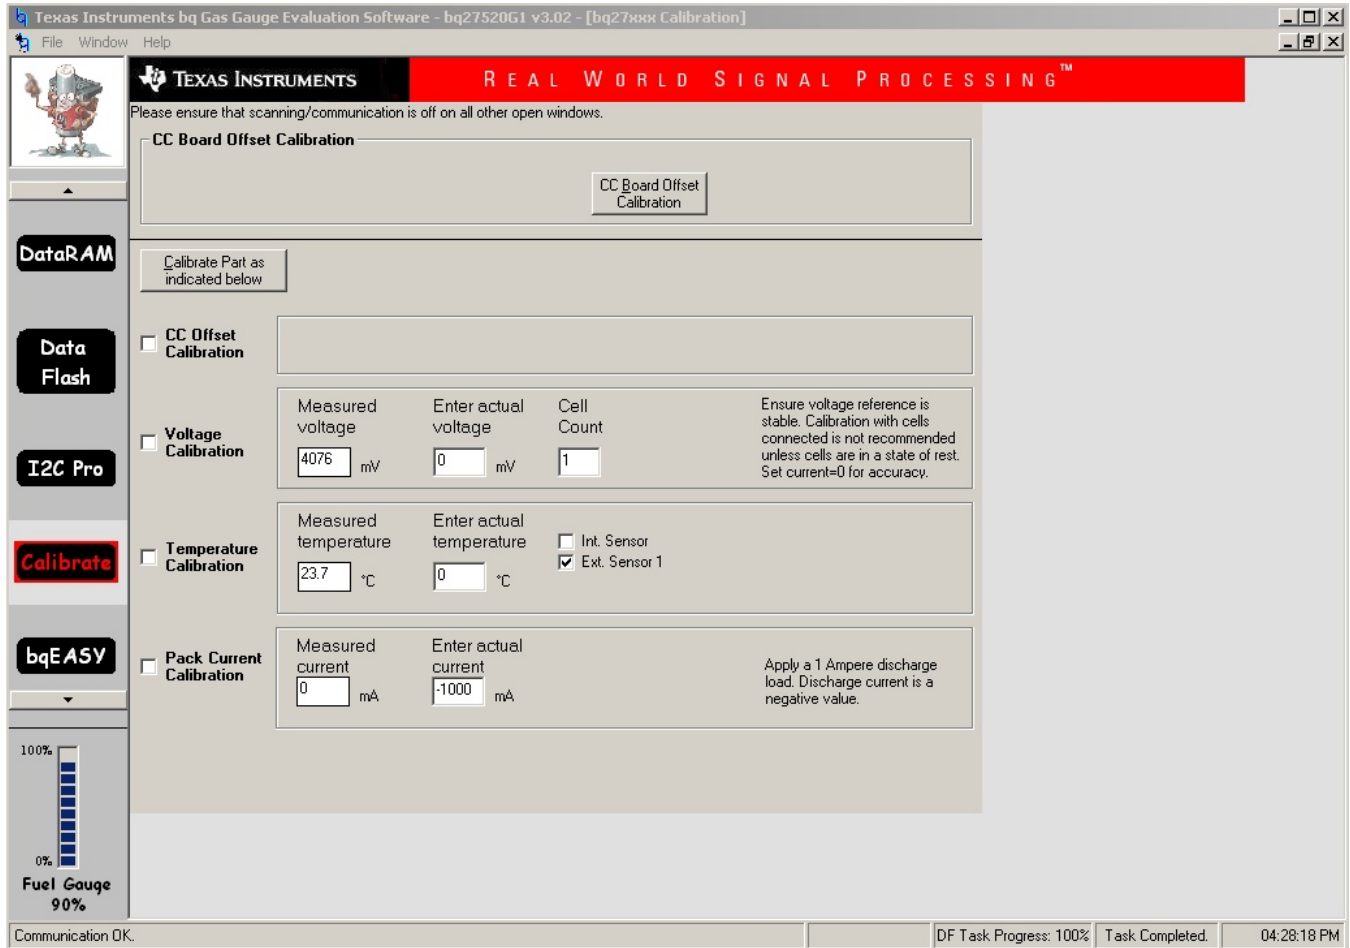 Texas Instruments bq Gas Gauge Evaluation Software - bq27520G1 v3.02 - [bq27xxx Calibration]
File Window Help
TEXAS INSTRUMENTS
REAL WORLD SIGNAL PROCESSING™
Please ensure that scanning/communication is off on all other open windows.
CC Board Offset Calibration
CC Board Offset
Calibration
DataRAM
Data
Flash
I2C Pro
Calibrate
bqEASY
Calibrate Part as
indicated below
CC Offset
Calibration
Voltage
Calibration
Measured
voltage
4076 mV
Enter actual
voltage
0 mV
Cell
Count
1
Ensure voltage reference is
stable. Calibration with cells
connected is not recommended
unless cells are in a state of rest.
Set current=0 for accuracy.
Temperature
Calibration
Measured
temperature
23.7 °C
Enter actual
temperature
0 °C
Int. Sensor
Ext. Sensor 1
Pack Current
Calibration
Measured
current
0 mA
Enter actual
current
-1000 mA
Apply a 1 Ampere discharge
load. Discharge current is a
negative value.
100%
0%
Fuel Gauge
90%
Communication OK.
DF Task Progress: 100%
Task Completed.
04:28:18 PM